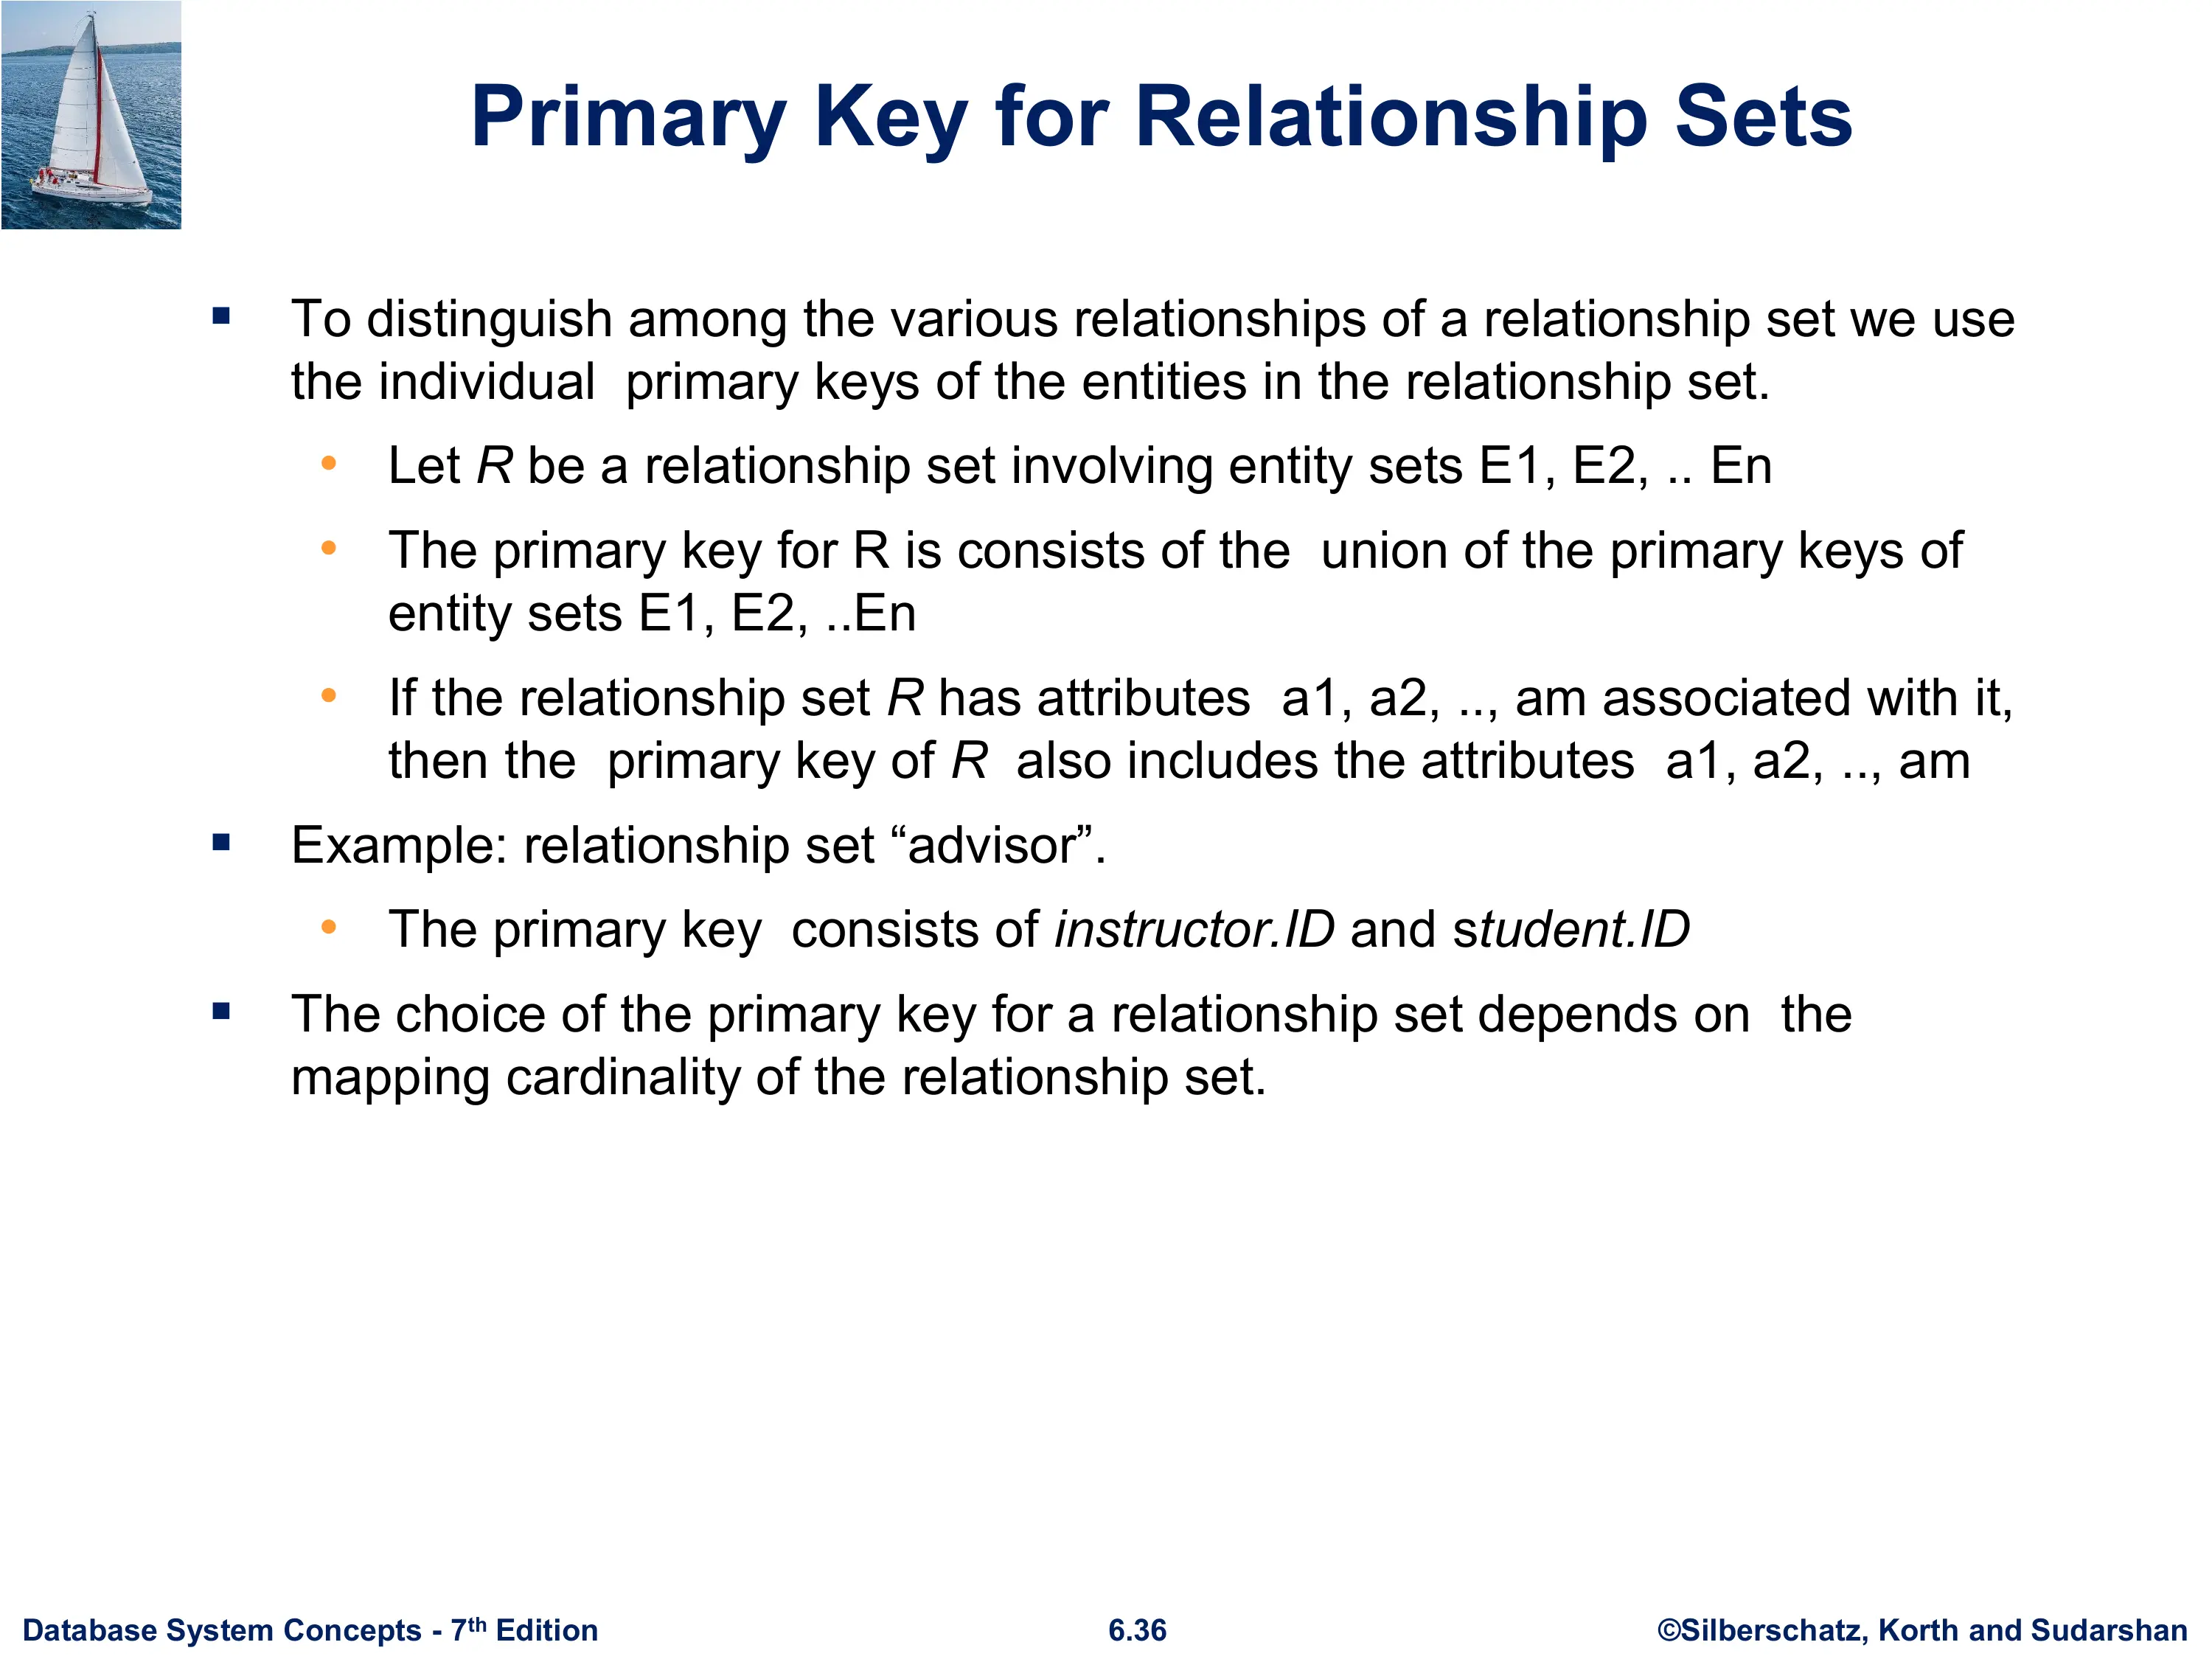 Primary Key for Relationship Sets
▪ To distinguish among the various relationships of a relationship set we use
the individual  primary keys of the entities in the relationship set.
• Let R be a relationship set involving entity sets E1, E2, .. En
• The primary key for R is consists of the  union of the primary keys of
entity sets E1, E2, ..En
• If the relationship set R has attributes  a1, a2, .., am associated with it,
then the  primary key of R  also includes the attributes  a1, a2, .., am
▪ Example: relationship set “advisor”.
• The primary key  consists of instructor.ID and student.ID
▪ The choice of the primary key for a relationship set depends on  the
mapping cardinality of the relationship set.
Database System Concepts - 7th Edition
6.36
©Silberschatz, Korth and Sudarshan